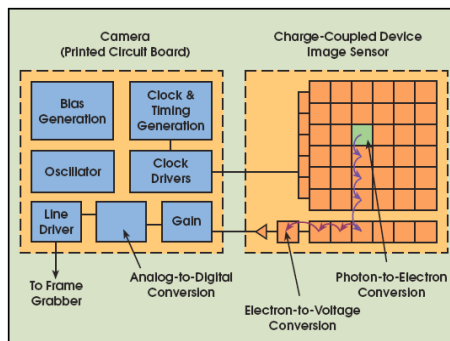 Camera
(Printed Circuit Board)
Charge-Coupled Device
Image Sensor
Bias
Generation
Clock &
Timing
Generation
Oscillator
Clock
Drivers
Line
Driver
Gain
To Frame
Grabber
Analog-to-Digital
Conversion
Photon-to-Electron
Conversion
Electron-to-Voltage
Conversion